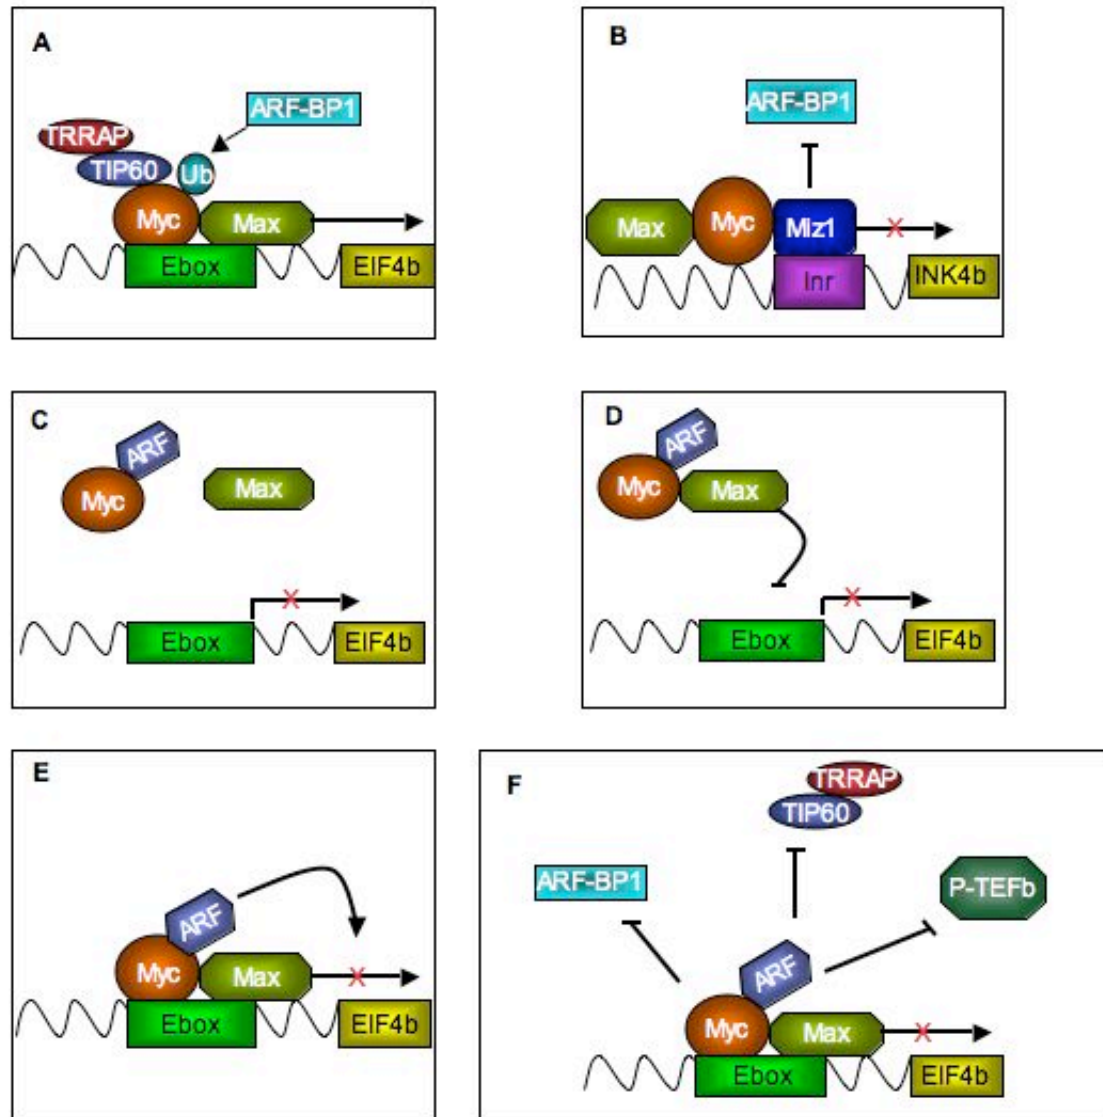 A
ARF-BP1
TRRAP
TIP60
Ub
Myc
Max
Ebox
EIF4b
B
ARF-BP1
Max
Myc
Miz1
Inr
INK4b
C
ARF
Myc
Max
Ebox
EIF4b
D
ARF
Myc
Max
Ebox
EIF4b
E
ARF
Myc
Max
Ebox
EIF4b
F
TRRAP
TIP60
ARF-BP1
P-TEFb
ARF
Myc
Max
Ebox
EIF4b